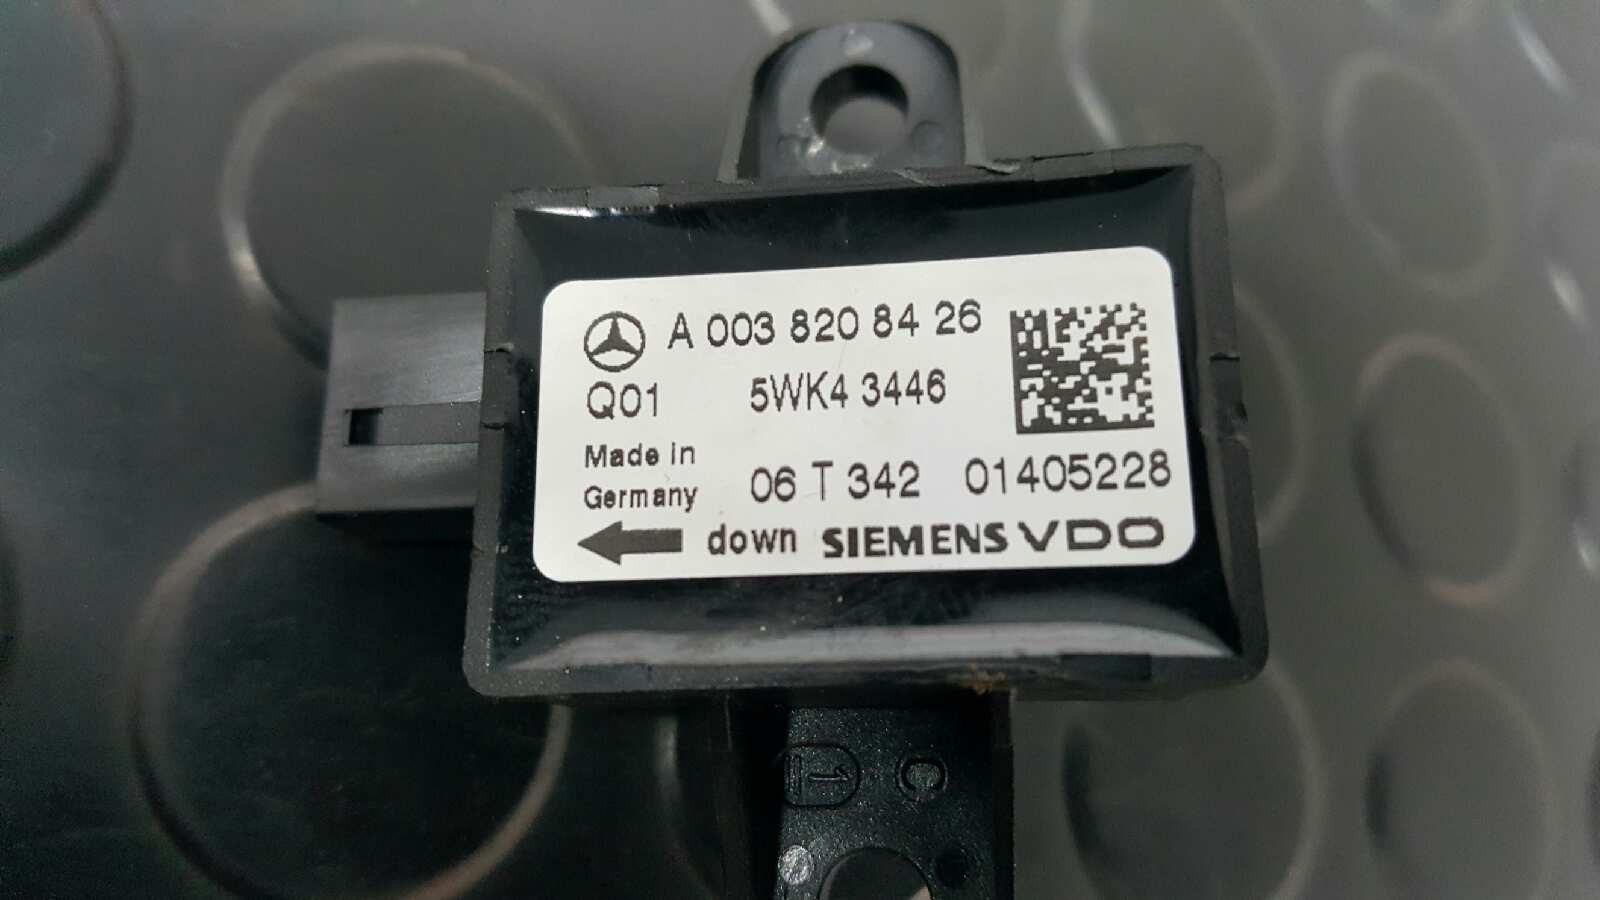 A 003 820 84 26
Q01 5WK4 3446
Made in
Germany 06 T 342 01405228
down SIEMENS VDO
C